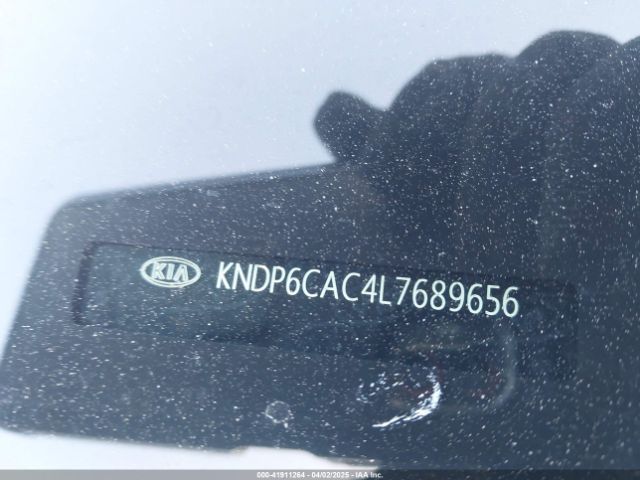 KIA KNDP6CAC4L7689656
000-41911264 - 04/02/2025 - IAA Inc.